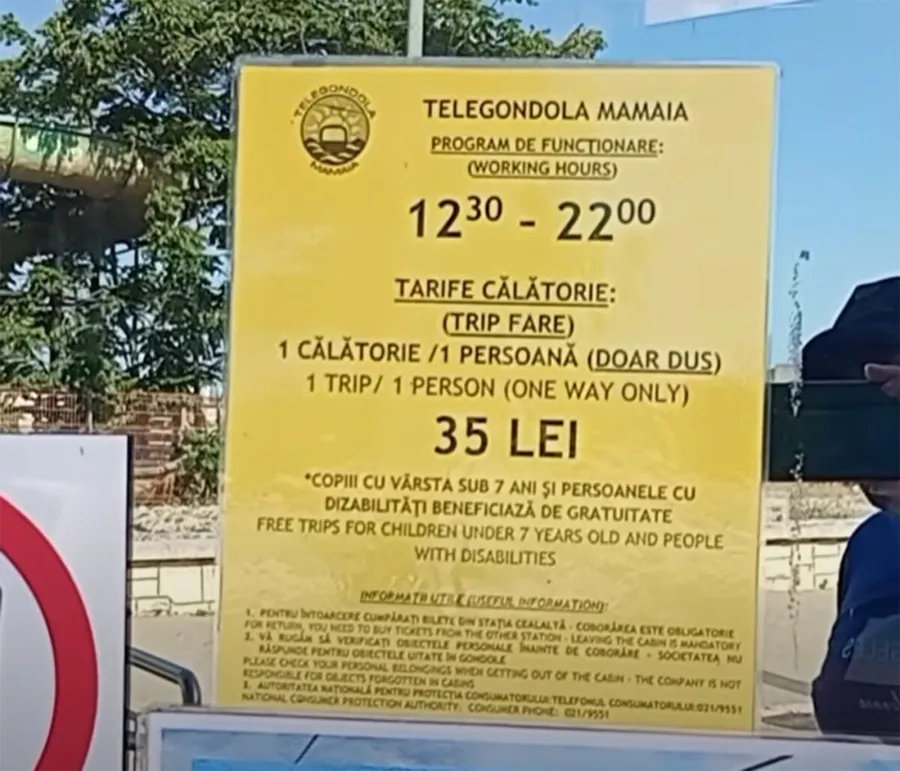 TELEGONDOLA
MAMAIA
TELEGONDOLA MAMAIA
PROGRAM DE FUNCȚIONARE:
(WORKING HOURS)
12³⁰ - 22⁰⁰
TARIFE CĂLĂTORIE:
(TRIP FARE)
1 CĂLĂTORIE /1 PERSOANĂ (DOAR DUS)
1 TRIP/ 1 PERSON (ONE WAY ONLY)
35 LEI
*COPIII CU VÂRSTA SUB 7 ANI ȘI PERSOANELE CU
DIZABILITĂȚI BENEFICIAZĂ DE GRATUITATE
FREE TRIPS FOR CHILDREN UNDER 7 YEARS OLD AND PEOPLE
WITH DISABILITIES
INFORMAȚII UTILE (USEFUL INFORMATION):
1. PENTRU ÎNTOARCERE CUMPĂRAȚI BILETE DIN STAȚIA CEALALTĂ - COBORÂREA ESTE OBLIGATORIE
FOR RETURN, YOU NEED TO BUY TICKETS FROM THE OTHER STATION - LEAVING THE CABIN IS MANDATORY
2. VĂ RUGĂM SĂ VERIFICAȚI OBIECTELE PERSONALE ÎNAINTE DE COBORÂRE - SOCIETATEA NU
RĂSPUNDE PENTRU OBIECTELE UITATE ÎN GONDOLE
PLEASE CHECK YOUR PERSONAL BELONGINGS WHEN GETTING OUT OF THE CABIN - THE COMPANY IS NOT
RESPONSIBLE FOR OBJECTS FORGOTTEN IN CABINS
3. AUTORITATEA NAȚIONALĂ PENTRU PROTECȚIA CONSUMATORULUI:TELEFONUL CONSUMATORULUI:021/9551
NATIONAL CONSUMER PROTECTION AUTHORITY: CONSUMER PHONE: 021/9551